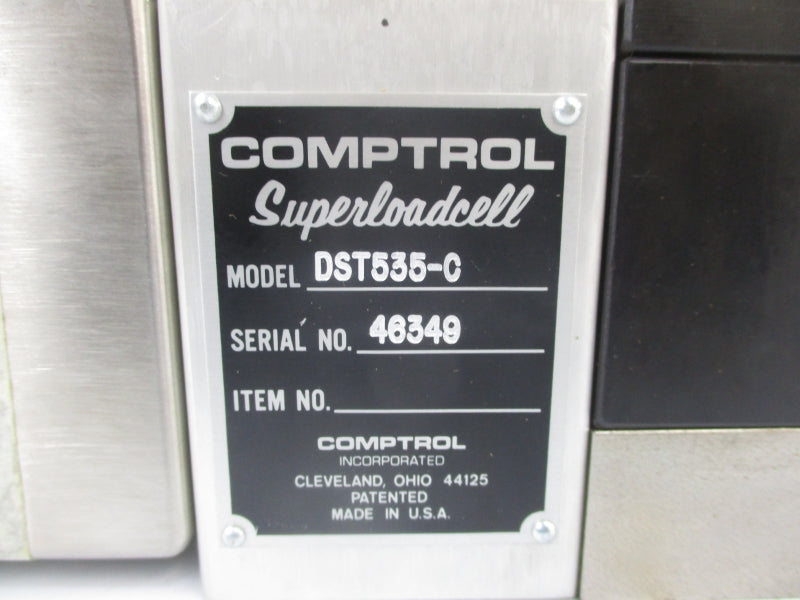 COMPTROL
Superloadcell
MODEL DST535-C
SERIAL NO. 46349
ITEM NO.
COMPTROL
INCORPORATED
CLEVELAND, OHIO 44125
PATENTED
MADE IN U.S.A.